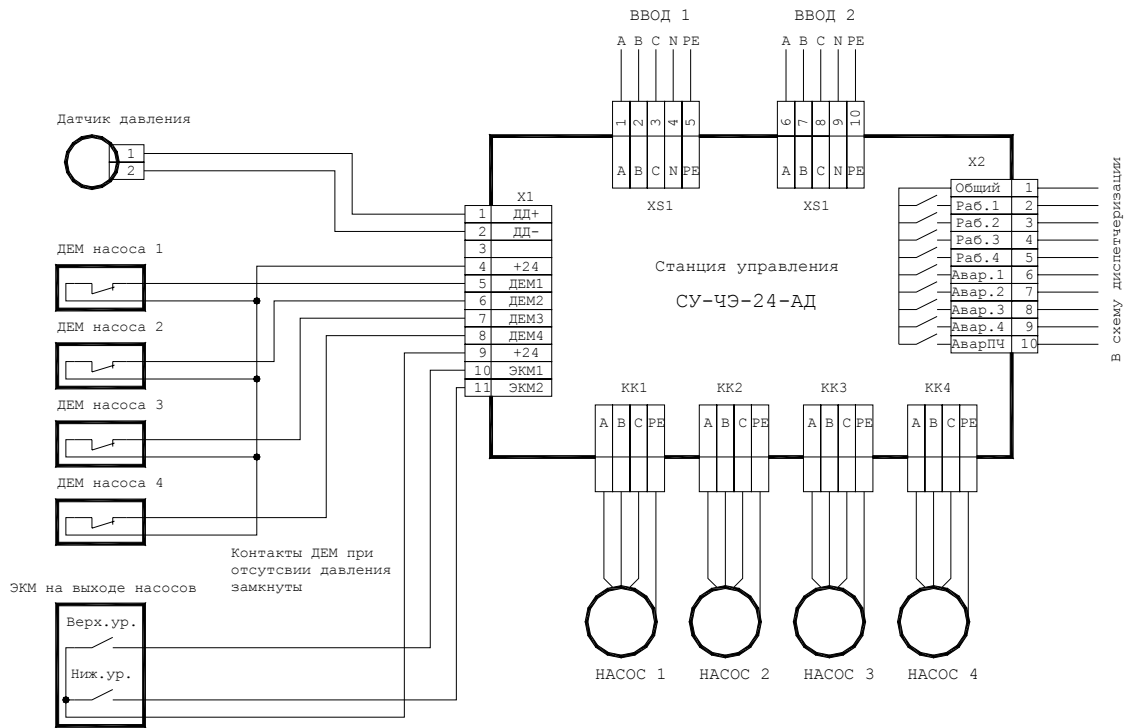 ВВОД 1
A B C N PE
1 2 3 4 5
A B C N PE
XS1
ВВОД 2
A B C N PE
6 7 8 9 10
A B C N PE
XS1
Датчик давления
1
2
X1
1 ДД+
2 ДД-
3
4 +24
5 ДЕМ1
6 ДЕМ2
7 ДЕМ3
8 ДЕМ4
9 +24
10 ЭКМ1
11 ЭКМ2
ДЕМ насоса 1
ДЕМ насоса 2
ДЕМ насоса 3
ДЕМ насоса 4
Контакты ДЕМ при
отсутсвии давления
замкнуты
ЭКМ на выходе насосов
Верх.ур.
Ниж.ур.
Станция управления
СУ-ЧЭ-24-АД
X2
Общий 1
Раб.1 2
Раб.2 3
Раб.3 4
Раб.4 5
Авар.1 6
Авар.2 7
Авар.3 8
Авар.4 9
АварПЧ 10
В схему диспетчеризации
КК1
A B C PE
НАСОС 1
КК2
A B C PE
НАСОС 2
КК3
A B C PE
НАСОС 3
КК4
A B C PE
НАСОС 4